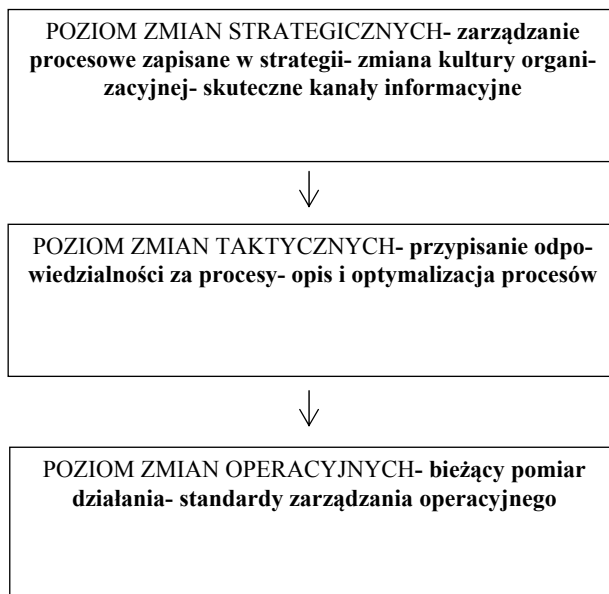 POZIOM ZMIAN STRATEGICZNYCH- zarządzanie
procesowe zapisane w strategii- zmiana kultury organi-
zacyjnej- skuteczne kanały informacyjne
POZIOM ZMIAN TAKTYCZNYCH- przypisanie odpo-
wiedzialności za procesy- opis i optymalizacja procesów
POZIOM ZMIAN OPERACYJNYCH- bieżący pomiar
działania- standardy zarządzania operacyjnego